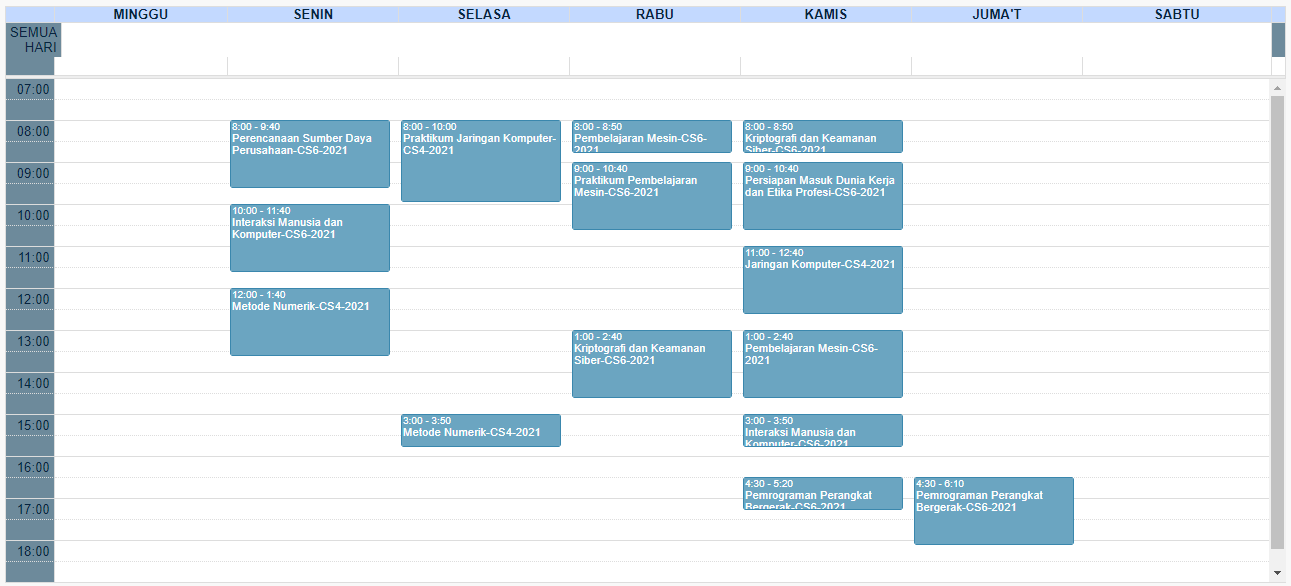 MINGGU SENIN SELASA RABU KAMIS JUMA'T SABTU
SEMUA
HARI
07:00
08:00
09:00
10:00
11:00
12:00
13:00
14:00
15:00
16:00
17:00
18:00
8:00 - 9:40
Perencanaan Sumber Daya
Perusahaan-CS6-2021
10:00 - 11:40
Interaksi Manusia dan
Komputer-CS6-2021
12:00 - 1:40
Metode Numerik-CS4-2021
8:00 - 10:00
Praktikum Jaringan Komputer-
CS4-2021
3:00 - 3:50
Metode Numerik-CS4-2021
8:00 - 8:50
Pembelajaran Mesin-CS6-
2021
9:00 - 10:40
Praktikum Pembelajaran
Mesin-CS6-2021
1:00 - 2:40
Kriptografi dan Keamanan
Siber-CS6-2021
8:00 - 8:50
Kriptografi dan Keamanan
Siber-CS6-2021
9:00 - 10:40
Persiapan Masuk Dunia Kerja
dan Etika Profesi-CS6-2021
11:00 - 12:40
Jaringan Komputer-CS4-2021
1:00 - 2:40
Pembelajaran Mesin-CS6-
2021
3:00 - 3:50
Interaksi Manusia dan
Komputer-CS6-2021
4:30 - 5:20
Pemrograman Perangkat
Bergerak-CS6-2021
4:30 - 6:10
Pemrograman Perangkat
Bergerak-CS6-2021